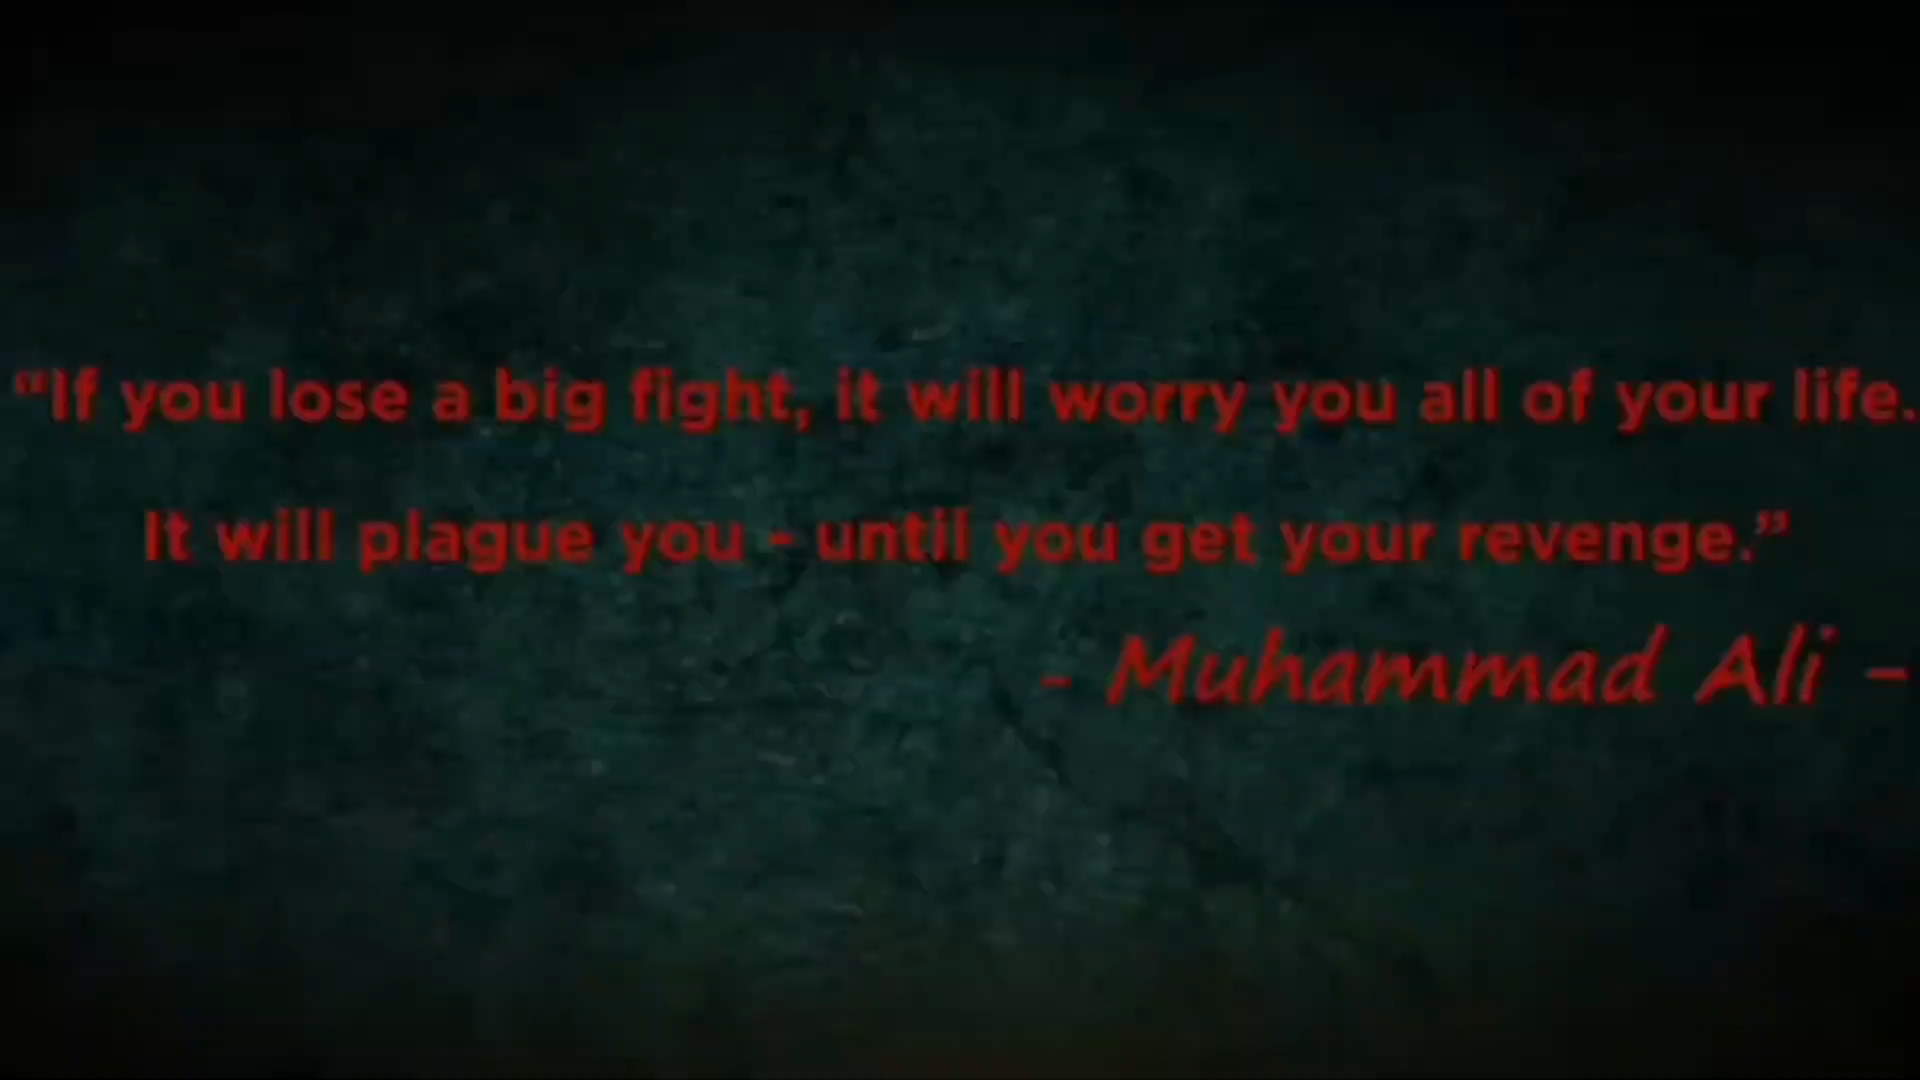 “If you lose a big fight, it will worry you all of your life.
It will plague you - until you get your revenge.”
- Muhammad Ali -